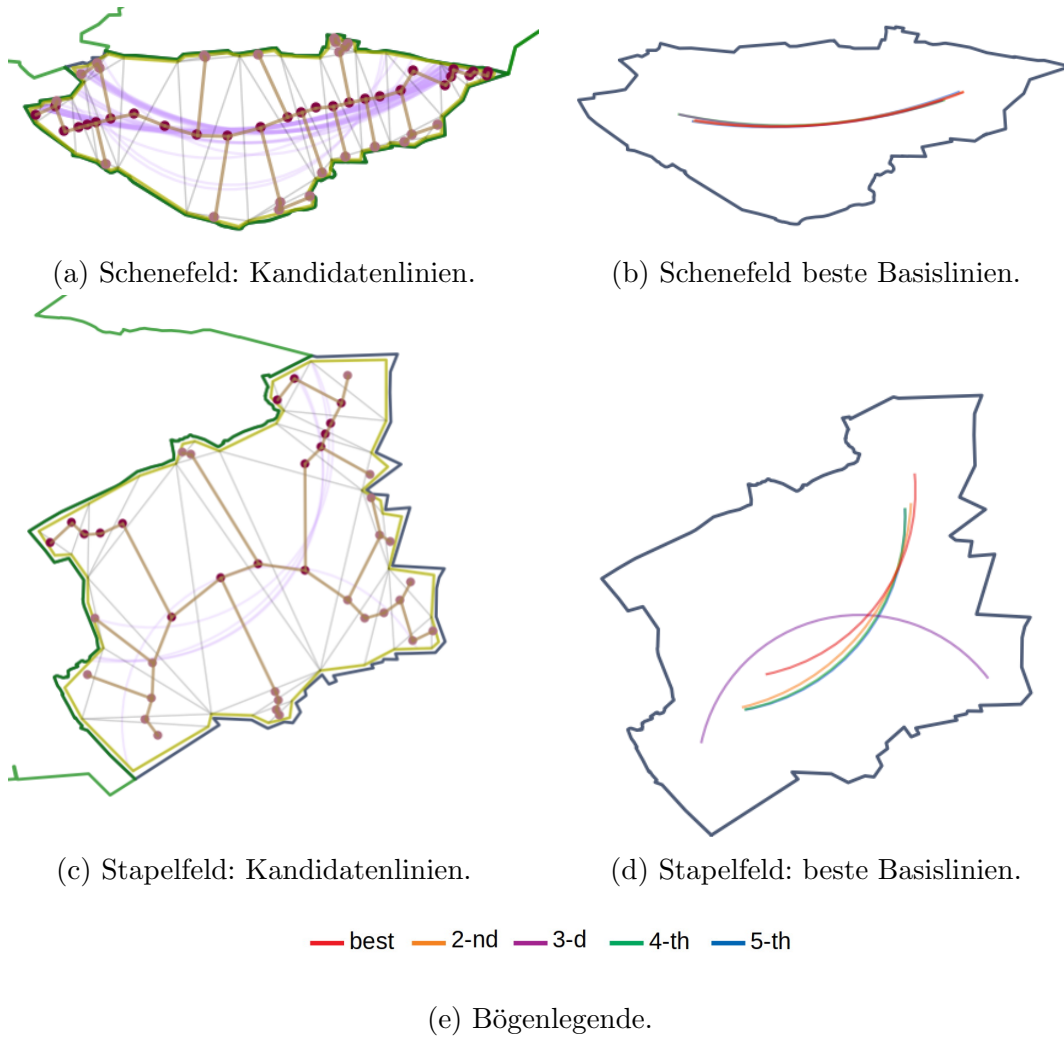 (a) Schenefeld: Kandidatenlinien.
(b) Schenefeld beste Basislinien.
(c) Stapelfeld: Kandidatenlinien.
(d) Stapelfeld: beste Basislinien.
best 2-nd 3-d 4-th 5-th
(e) Bögenlegende.